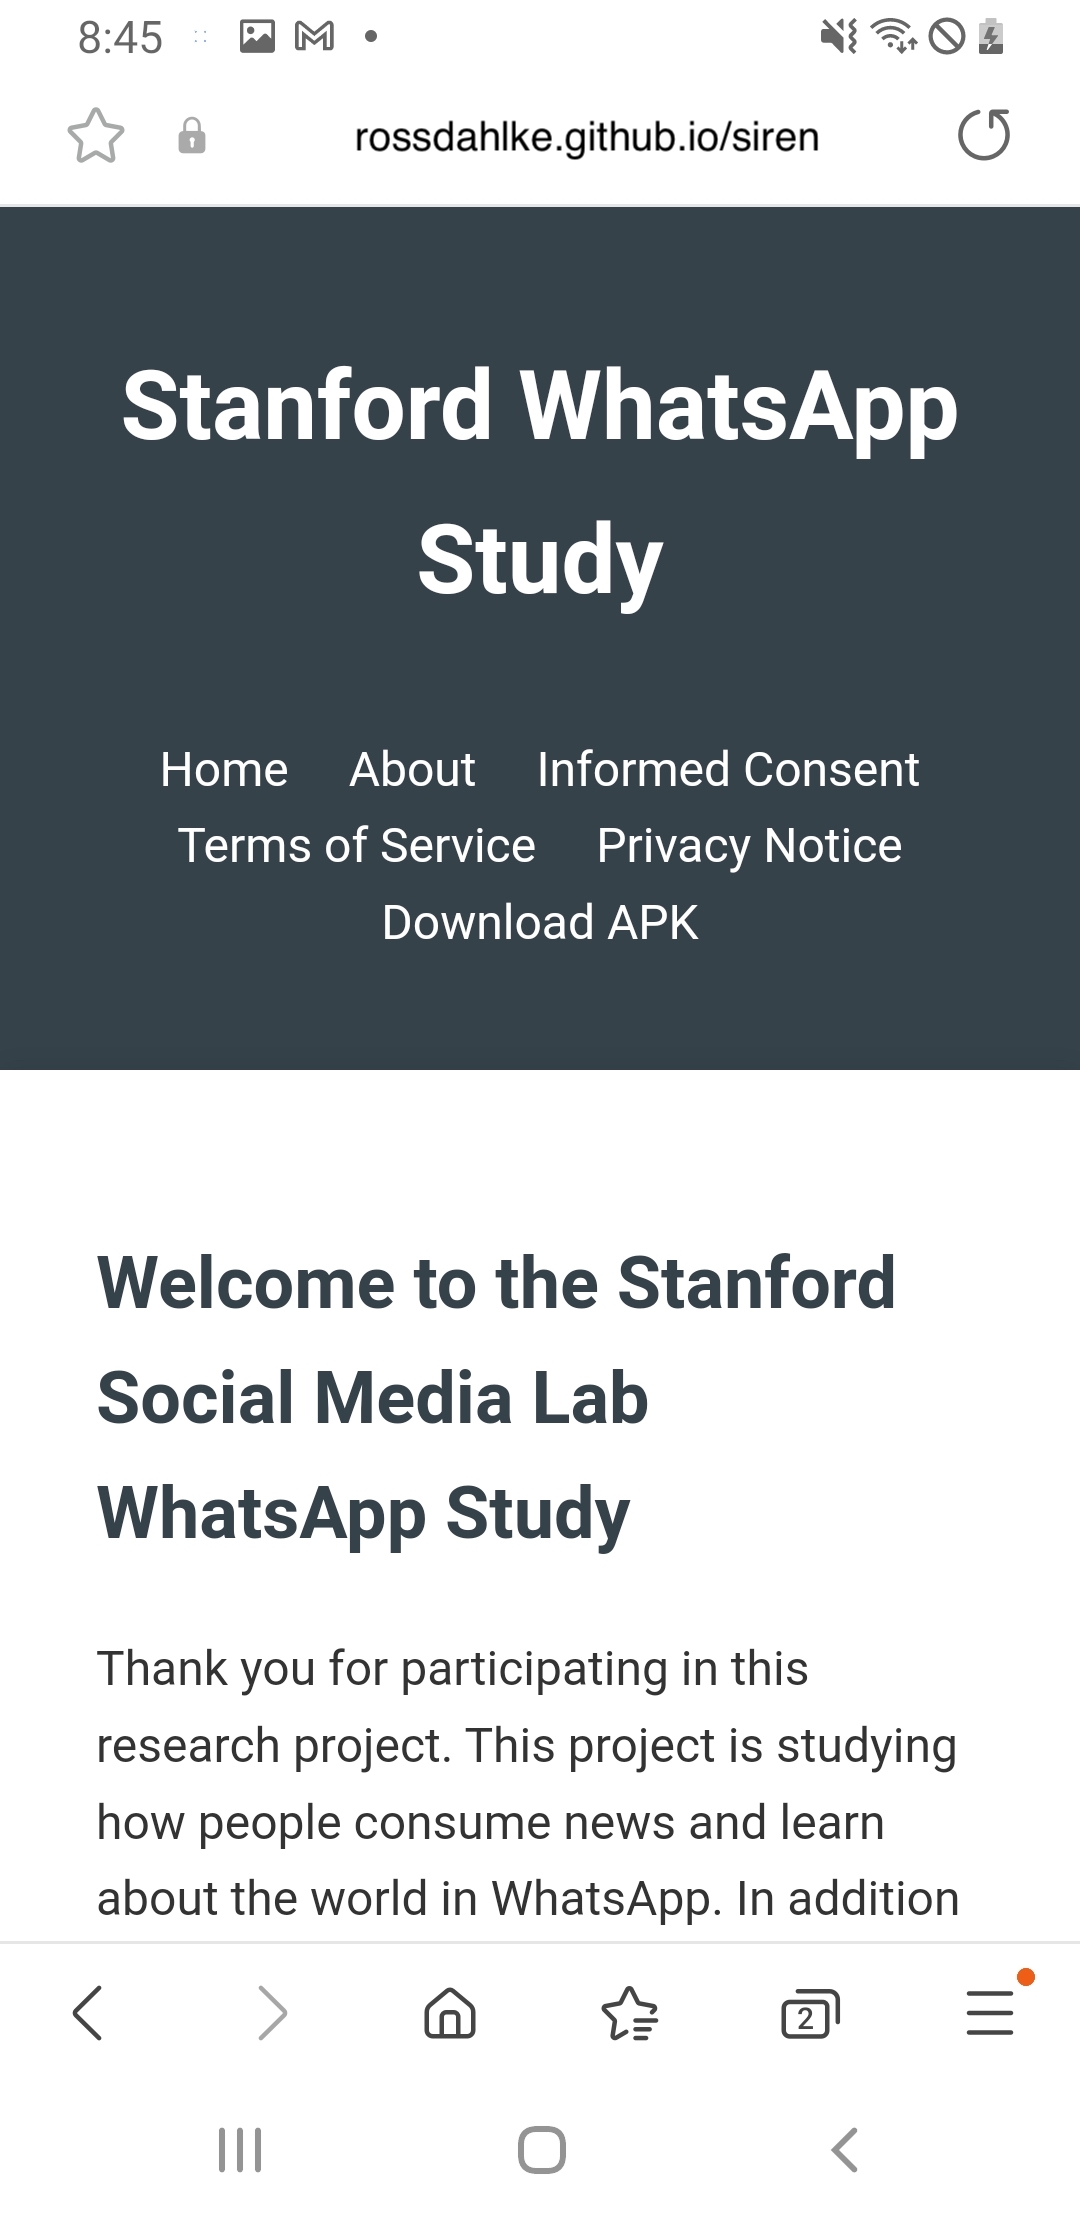 8:45
rossdahlke.github.io/siren
Stanford WhatsApp
Study
Home About Informed Consent
Terms of Service Privacy Notice
Download APK
Welcome to the Stanford
Social Media Lab
WhatsApp Study
Thank you for participating in this
research project. This project is studying
how people consume news and learn
about the world in WhatsApp. In addition
2